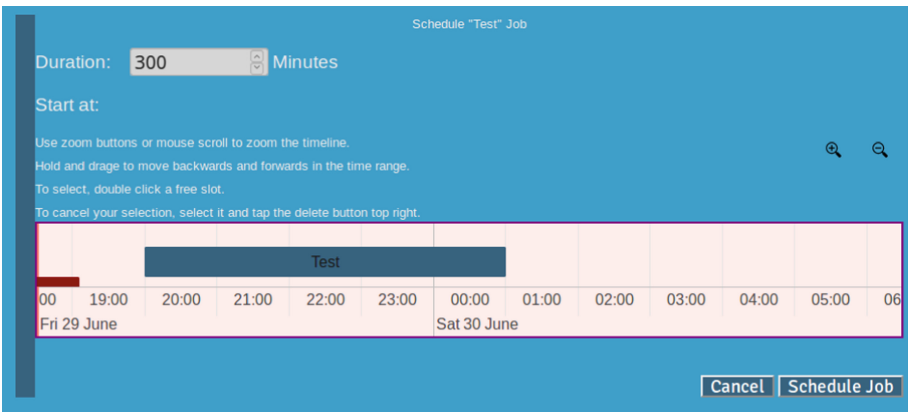 Schedule "Test" Job
Duration: 300 Minutes
Start at:
Use zoom buttons or mouse scroll to zoom the timeline.
Hold and drage to move backwards and forwards in the time range.
To select, double click a free slot.
To cancel your selection, select it and tap the delete button top right.
Test
00 19:00 20:00 21:00 22:00 23:00 00:00 01:00 02:00 03:00 04:00 05:00 06
Fri 29 June Sat 30 June
Cancel Schedule Job